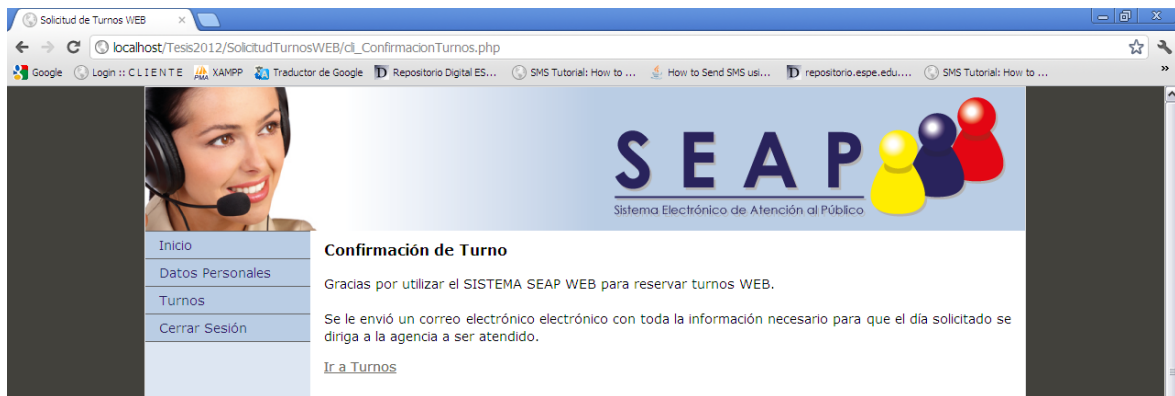 Solicitud de Turnos WEB
localhost/Tesis2012/SolicitudTurnosWEB/cli_ConfirmacionTurnos.php
Google Login :: C L I E N T E XAMPP Traductor de Google Repositorio Digital ES... SMS Tutorial: How to ... How to Send SMS usi... repositorio.espe.edu.... SMS Tutorial: How to ... »
SEAP
Sistema Electrónico de Atención al Público
Inicio
Datos Personales
Turnos
Cerrar Sesión
Confirmación de Turno
Gracias por utilizar el SISTEMA SEAP WEB para reservar turnos WEB.
Se le envió un correo electrónico electrónico con toda la información necesario para que el día solicitado se
diriga a la agencia a ser atendido.
Ir a Turnos